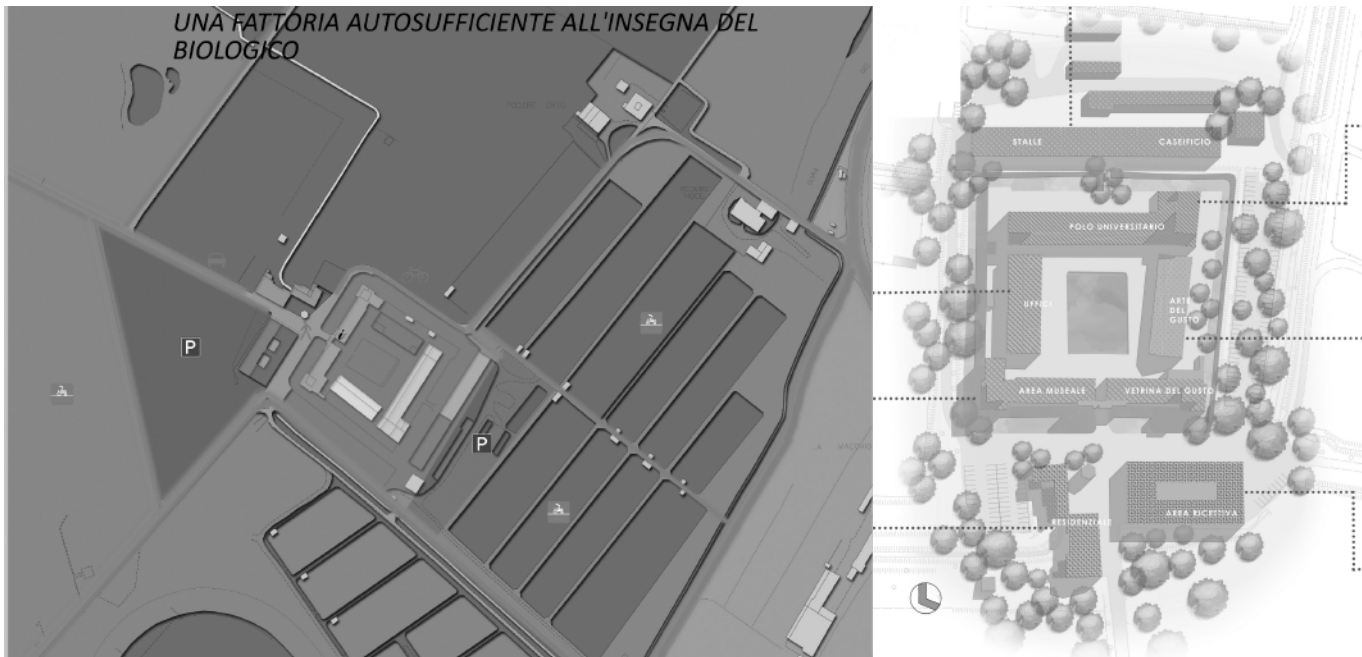 UNA FATTORIA AUTOSUFFICIENTE ALL'INSEGNA DEL
BIOLOGICO
P
P
STALLE
CASEIFICIO
POLO UNIVERSITARIO
UFFICI
ARTE
DEL
GUSTO
AREA MUSEALE
VETRINA DEL GUSTO
RESIDENZIALE
AREA RICETTIVA